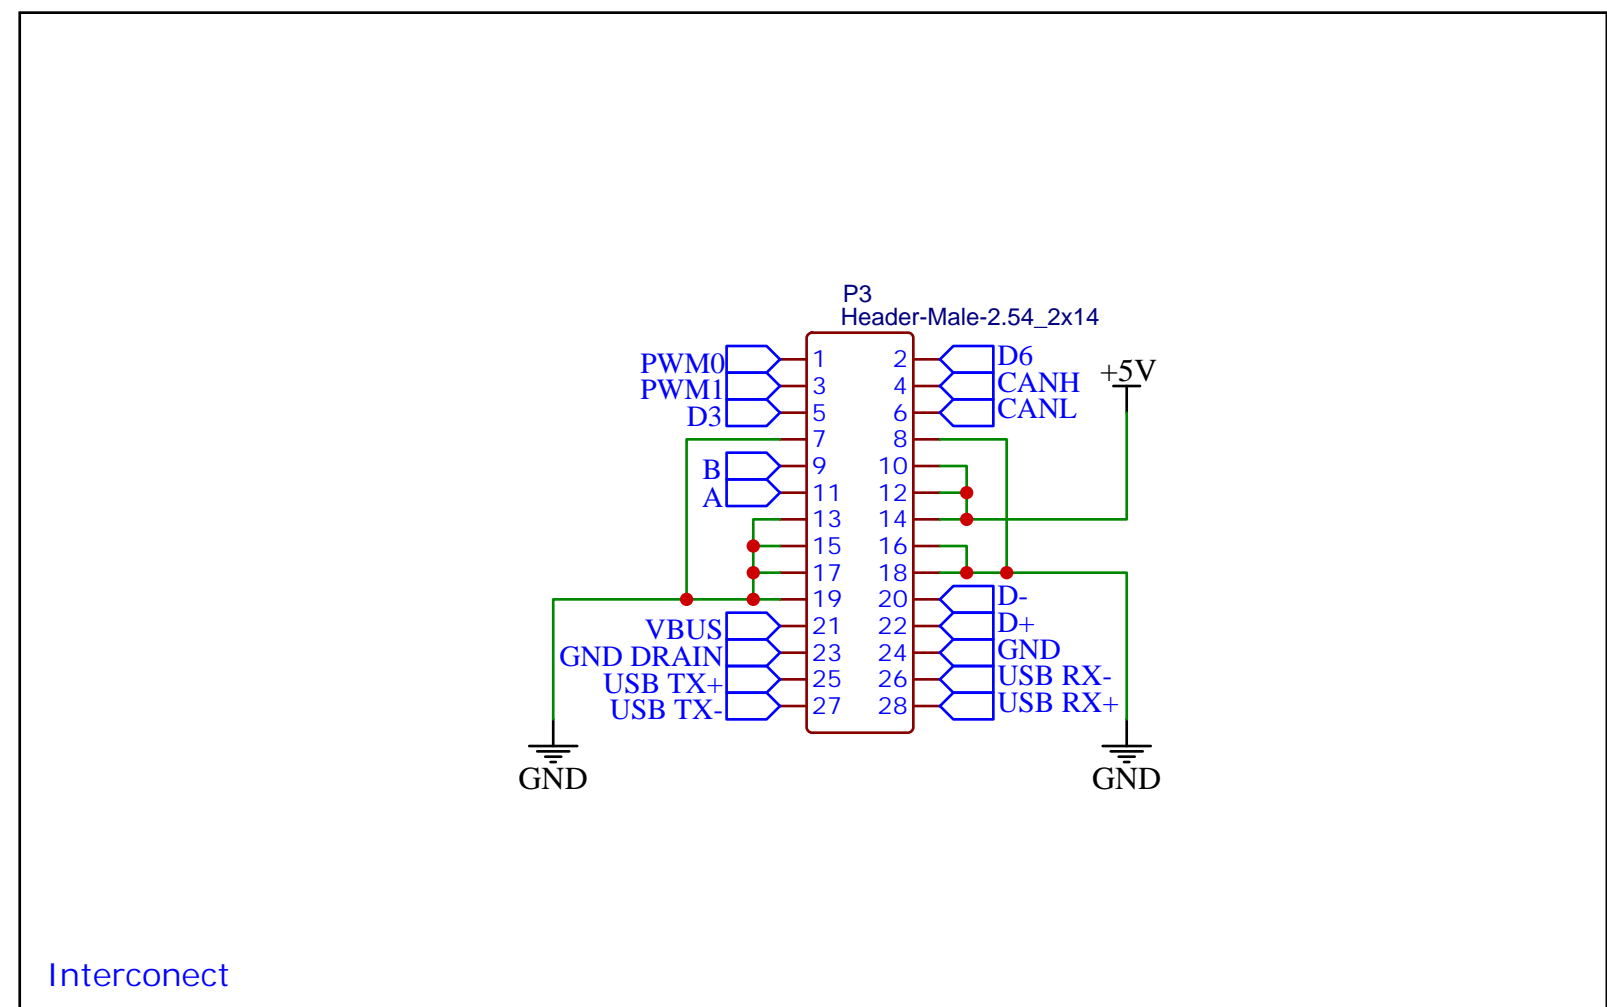 P3
Header-Male-2.54_2x14
PWM0 1 2 D6
+5V
PWM1 3 4 CANH
D3 5 6 CANL
7 8
B 9 10
A 11 12
13 14
15 16
17 18
19 20 D-
VBUS 21 22 D+
GND DRAIN 23 24 GND
USB TX+ 25 26 USB RX-
USB TX- 27 28 USB RX+
GND GND
Interconect